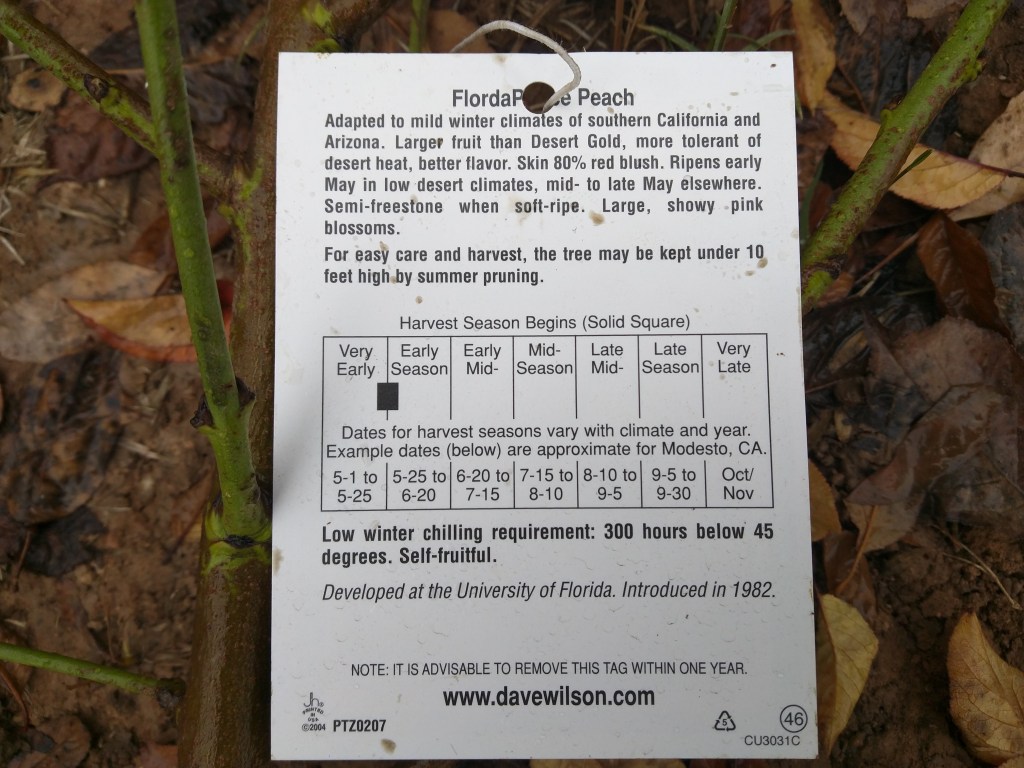 Peach
Adapted to mild winter climates of southern California and
Arizona. Larger fruit than Desert Gold, more tolerant of
desert heat, better flavor. Skin 80% red blush. Ripens early
May in low desert climates, mid- to late May elsewhere.
Semi-freestone when soft-ripe. Large, showy pink
blossoms.
For easy care and harvest, the tree may be kept under 10
feet high by summer pruning.
Harvest Season Begins (Solid Square)
Very Early Early Mid- Late Late Very
Early Season Mid- Season Mid- Season Late
Dates for harvest seasons vary with climate and year.
Example dates (below) are approximate for Modesto, CA.
5-1 to 5-25 to 6-20 to 7-15 to 8-10 to 9-5 to Oct/
5-25 6-20 7-15 8-10 9-5 9-30 Nov
Low winter chilling requirement: 300 hours below 45
degrees. Self-fruitful.
Developed at the University of Florida. Introduced in 1982.
NOTE: IT IS ADVISABLE TO REMOVE THIS TAG WITHIN ONE YEAR.
www.davewilson.com
Jh®
PRINTED
IN
USA
©2004 PTZ0207
5
46
CU3031C